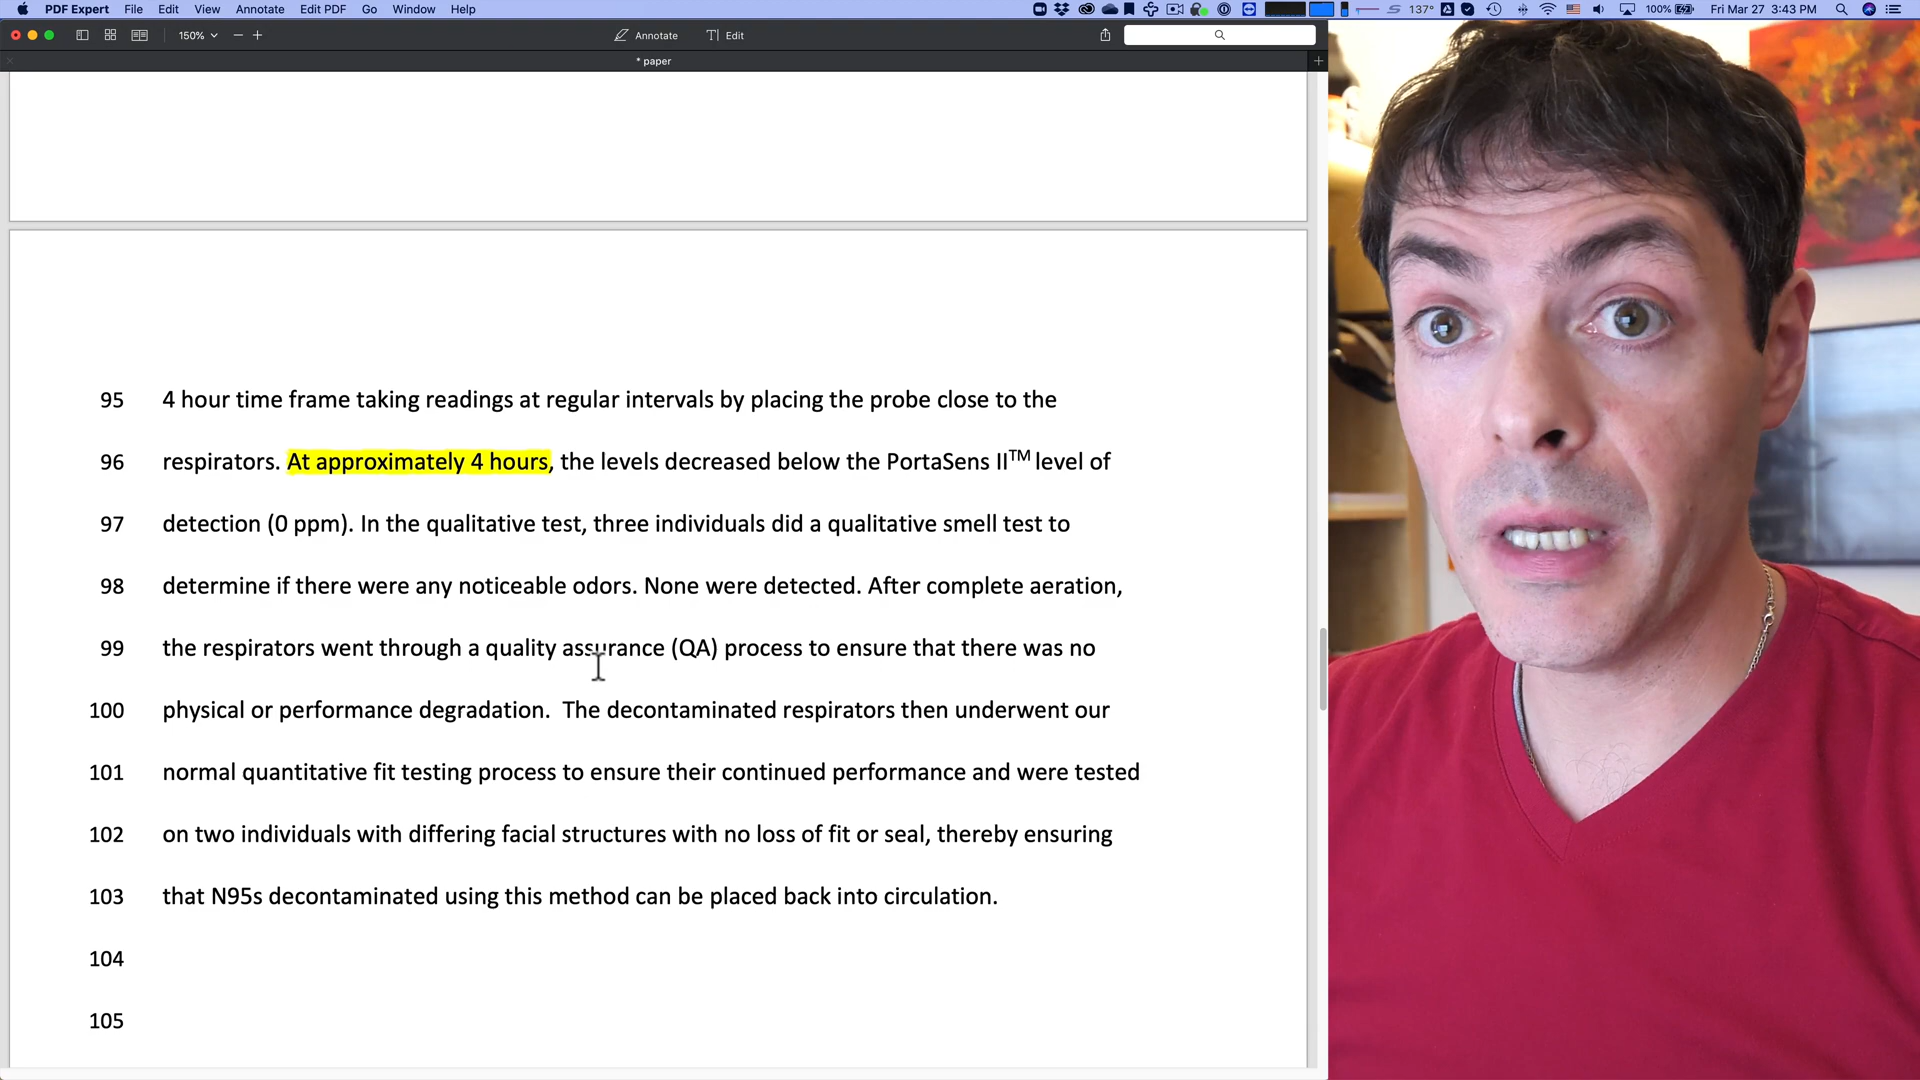 PDF Expert File Edit View Annotate Edit PDF Go Window Help 137° 100% Fri Mar 27 3:43 PM
150% Annotate Edit
* paper
95 4 hour time frame taking readings at regular intervals by placing the probe close to the
96 respirators. At approximately 4 hours, the levels decreased below the PortaSens II™ level of
97 detection (0 ppm). In the qualitative test, three individuals did a qualitative smell test to
98 determine if there were any noticeable odors. None were detected. After complete aeration,
99 the respirators went through a quality assurance (QA) process to ensure that there was no
100 physical or performance degradation.  The decontaminated respirators then underwent our
101 normal quantitative fit testing process to ensure their continued performance and were tested
102 on two individuals with differing facial structures with no loss of fit or seal, thereby ensuring
103 that N95s decontaminated using this method can be placed back into circulation.
104
105